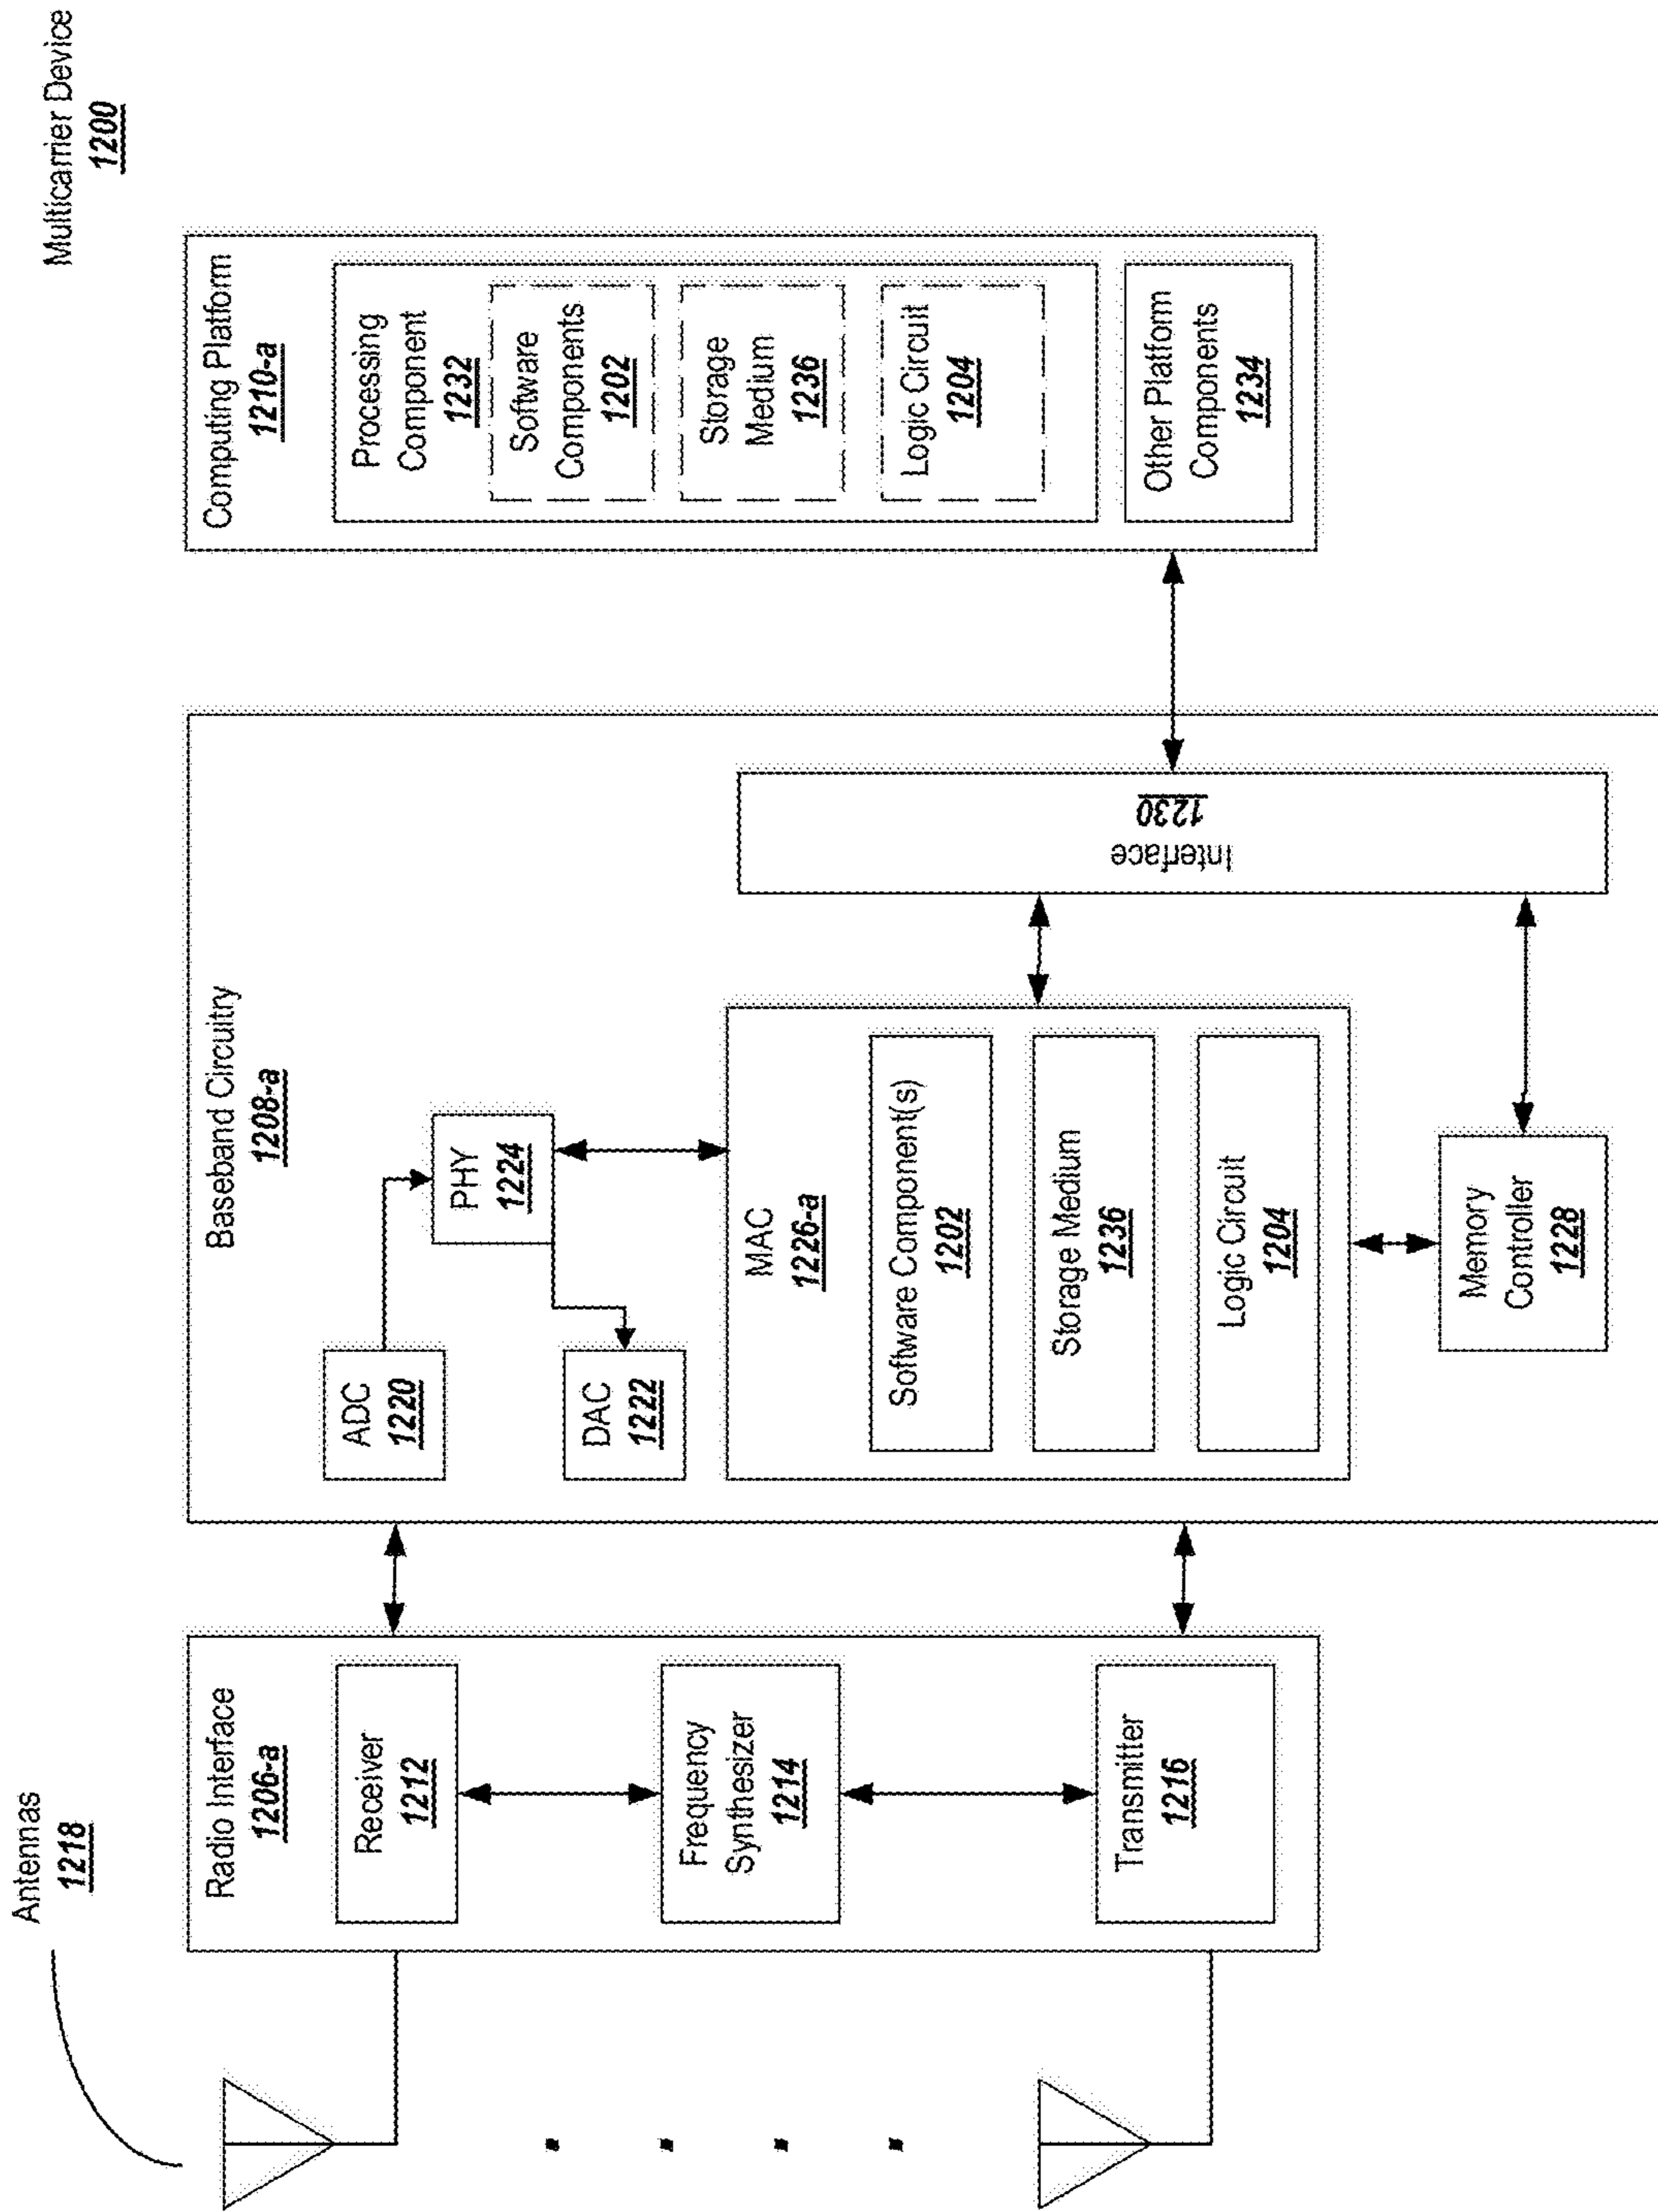 Multicarrier Device
1200
Antennas
1218
Radio Interface
1206-a
Receiver
1212
Frequency
Synthesizer
1214
Transmitter
1216
Baseband Circuitry
1208-a
ADC
1220
DAC
1222
PHY
1224
MAC
1226-a
Software Component(s)
1202
Storage Medium
1236
Logic Circuit
1204
Memory
Controller
1228
Interface
1230
Computing Platform
1210-a
Processing
Component
1232
Software
Components
1202
Storage
Medium
1236
Logic Circuit
1204
Other Platform
Components
1234